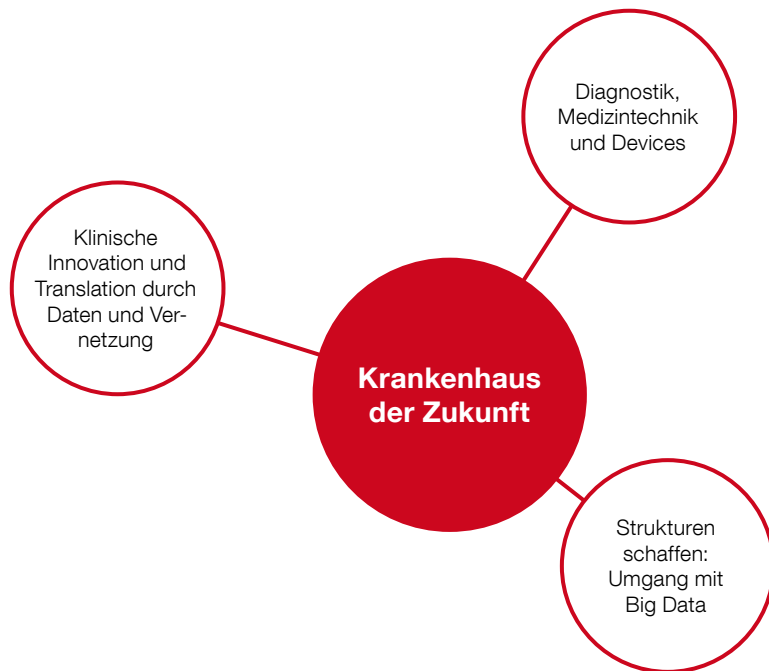 Diagnostik,
Medizintechnik
und Devices
Klinische
Innovation und
Translation durch
Daten und Ver-
netzung
Krankenhaus
der Zukunft
Strukturen
schaffen:
Umgang mit
Big Data